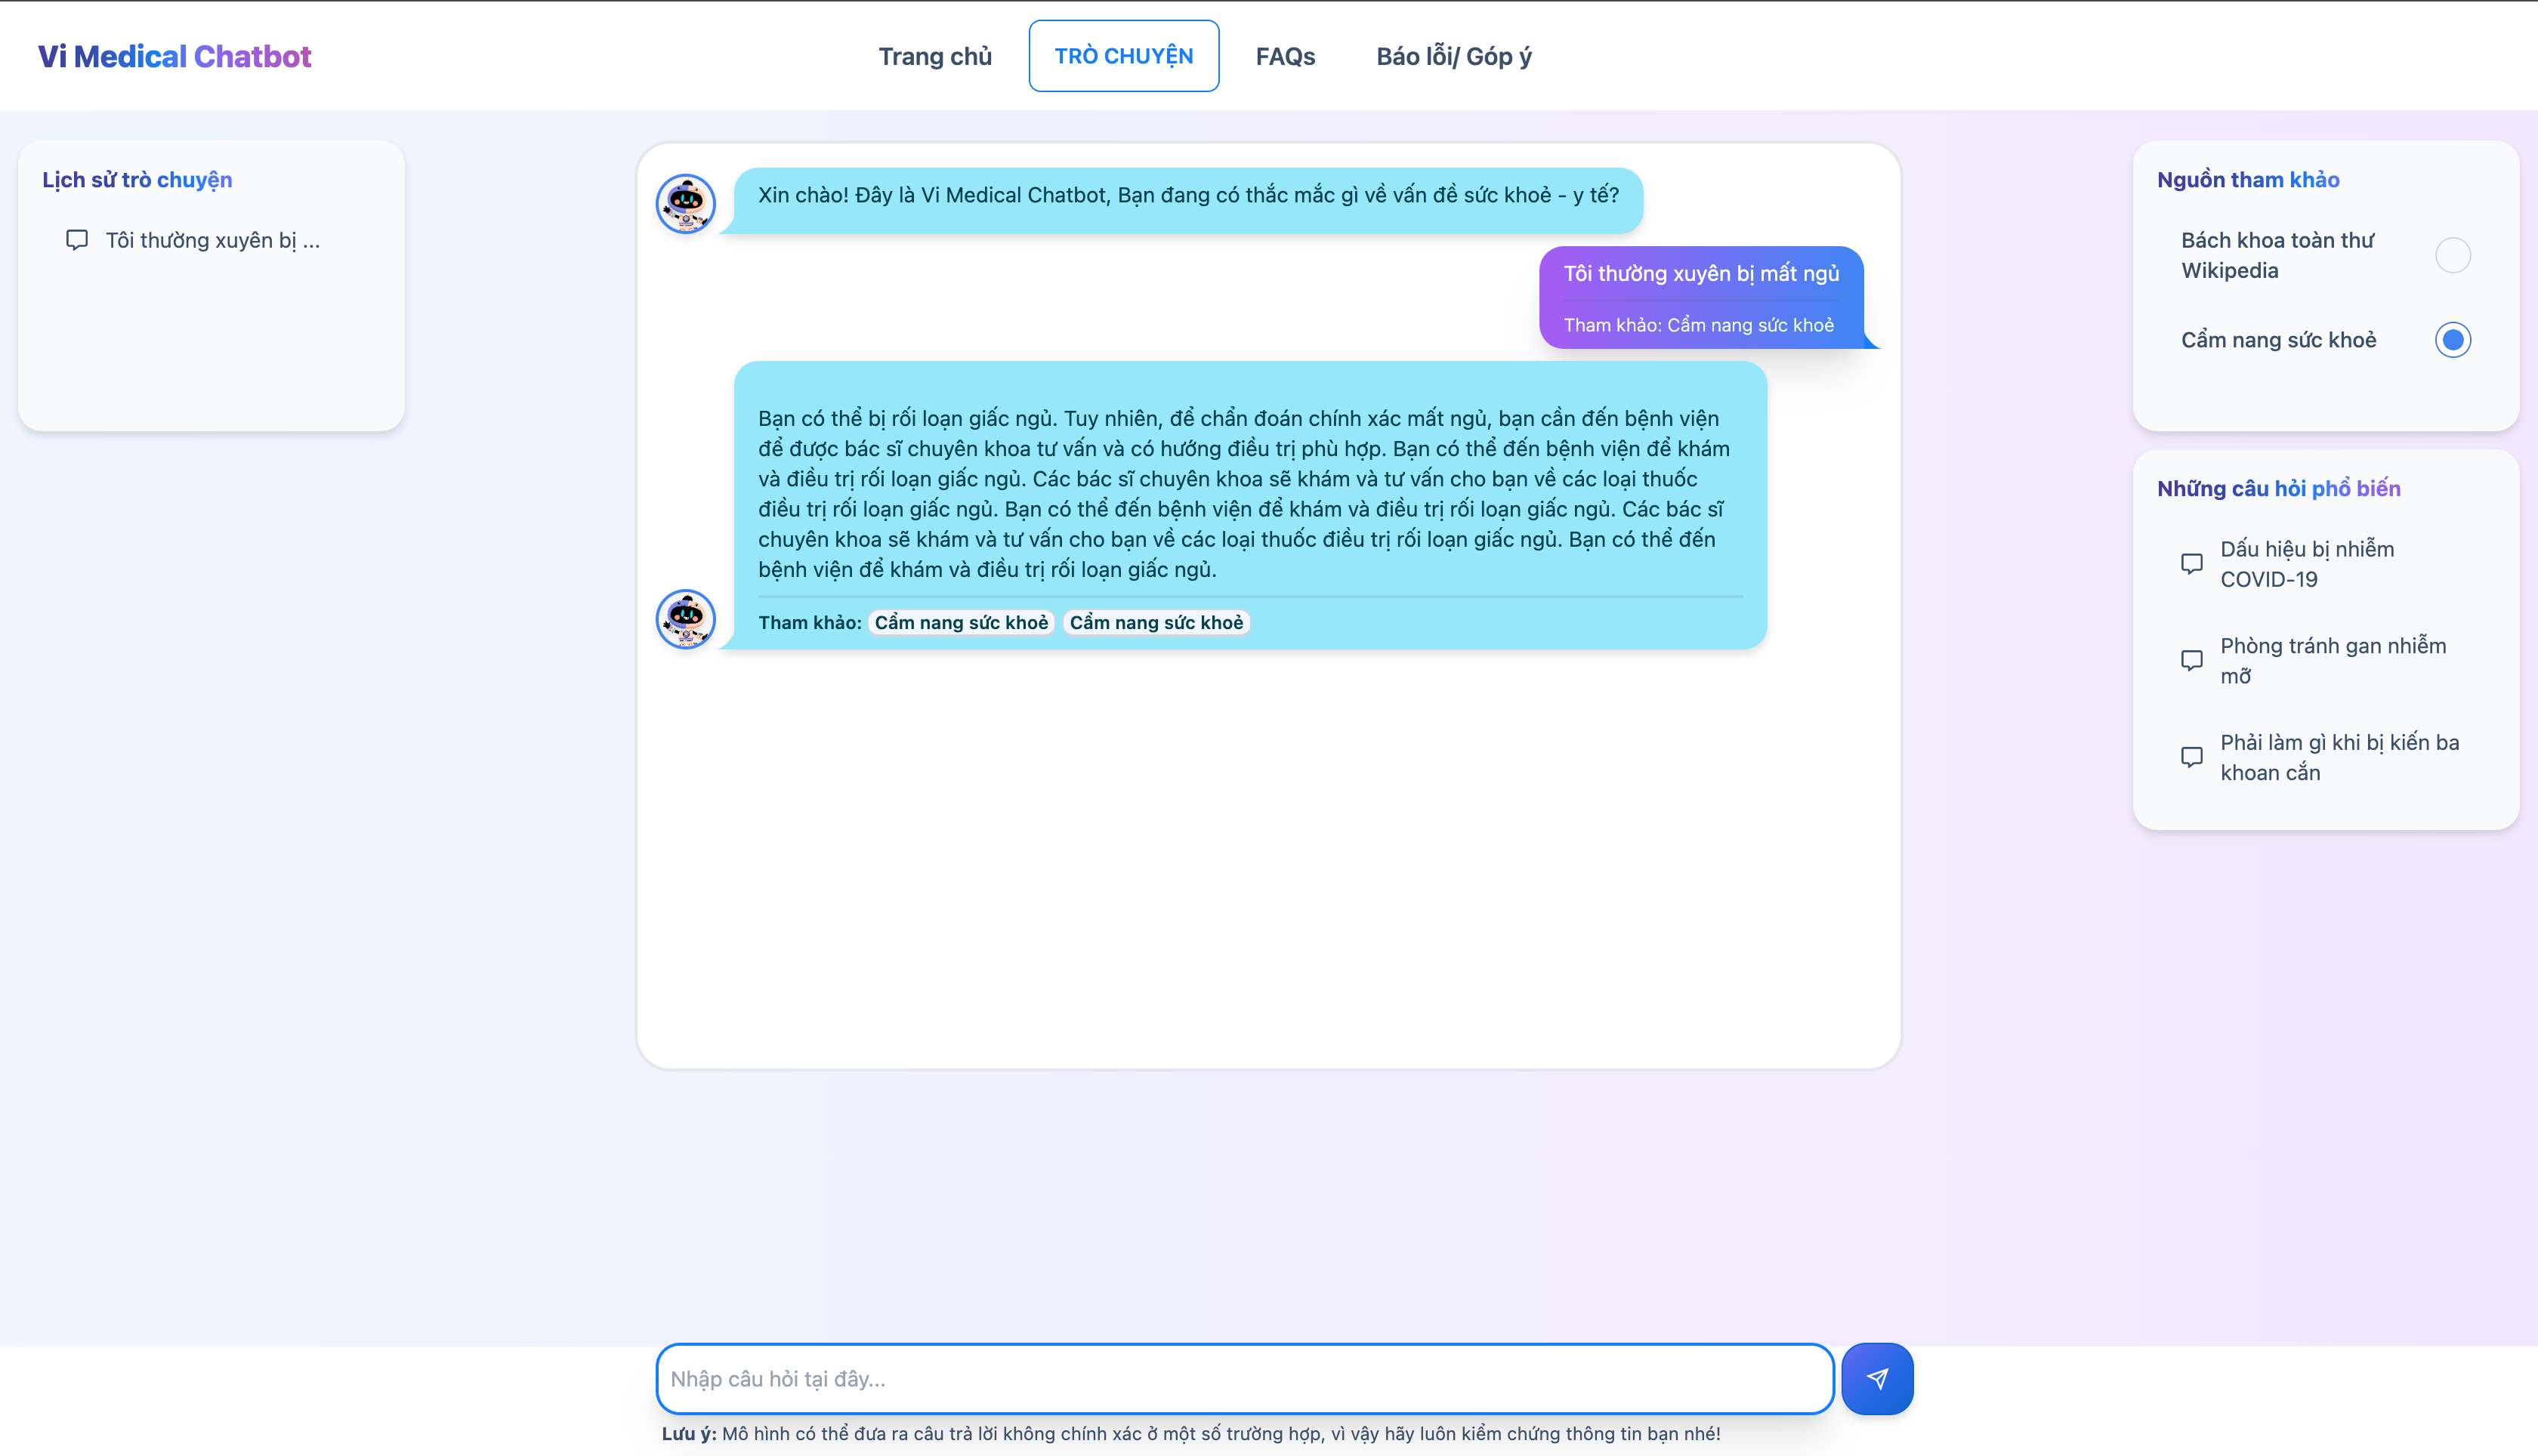 Vi Medical Chatbot
Trang chủ
TRÒ CHUYỆN
FAQs
Báo lỗi/ Góp ý
Lịch sử trò chuyện
Tôi thường xuyên bị ...
Xin chào! Đây là Vi Medical Chatbot, Bạn đang có thắc mắc gì về vấn đề sức khoẻ - y tế?
Tôi thường xuyên bị mất ngủ
Tham khảo: Cẩm nang sức khoẻ
Bạn có thể bị rối loạn giấc ngủ. Tuy nhiên, để chẩn đoán chính xác mất ngủ, bạn cần đến bệnh viện
để được bác sĩ chuyên khoa tư vấn và có hướng điều trị phù hợp. Bạn có thể đến bệnh viện để khám
và điều trị rối loạn giấc ngủ. Các bác sĩ chuyên khoa sẽ khám và tư vấn cho bạn về các loại thuốc
điều trị rối loạn giấc ngủ. Bạn có thể đến bệnh viện để khám và điều trị rối loạn giấc ngủ. Các bác sĩ
chuyên khoa sẽ khám và tư vấn cho bạn về các loại thuốc điều trị rối loạn giấc ngủ. Bạn có thể đến
bệnh viện để khám và điều trị rối loạn giấc ngủ.
Tham khảo: Cẩm nang sức khoẻ Cẩm nang sức khoẻ
Nguồn tham khảo
Bách khoa toàn thư
Wikipedia
Cẩm nang sức khoẻ
Những câu hỏi phổ biến
Dấu hiệu bị nhiễm
COVID-19
Phòng tránh gan nhiễm
mỡ
Phải làm gì khi bị kiến ba
khoan cắn
Nhập câu hỏi tại đây...
Lưu ý: Mô hình có thể đưa ra câu trả lời không chính xác ở một số trường hợp, vì vậy hãy luôn kiểm chứng thông tin bạn nhé!